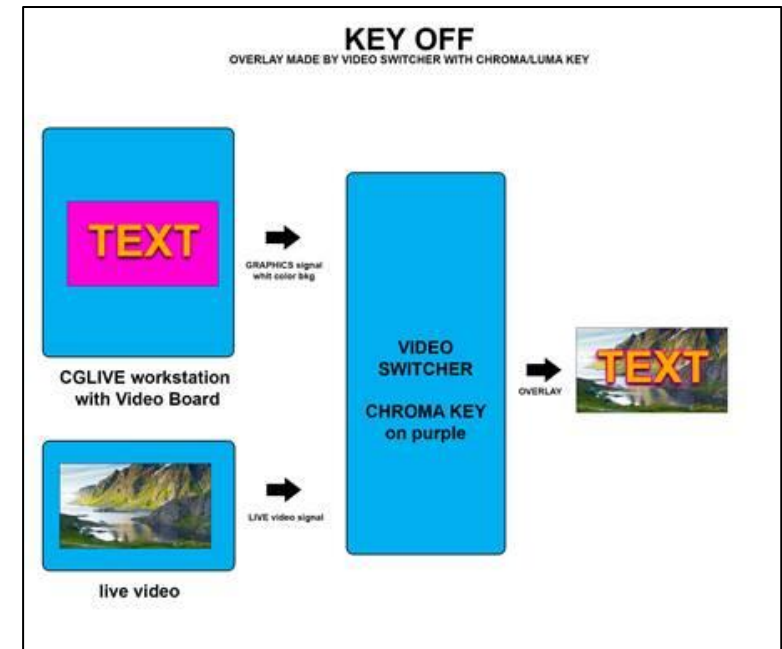 KEY OFF
OVERLAY MADE BY VIDEO SWITCHER WITH CHROMA/LUMA KEY
TEXT
GRAPHICS signal
whit color bkg
CGLIVE workstation
with Video Board
VIDEO
SWITCHER
CHROMA KEY
on purple
OVERLAY
TEXT
LIVE video signal
live video